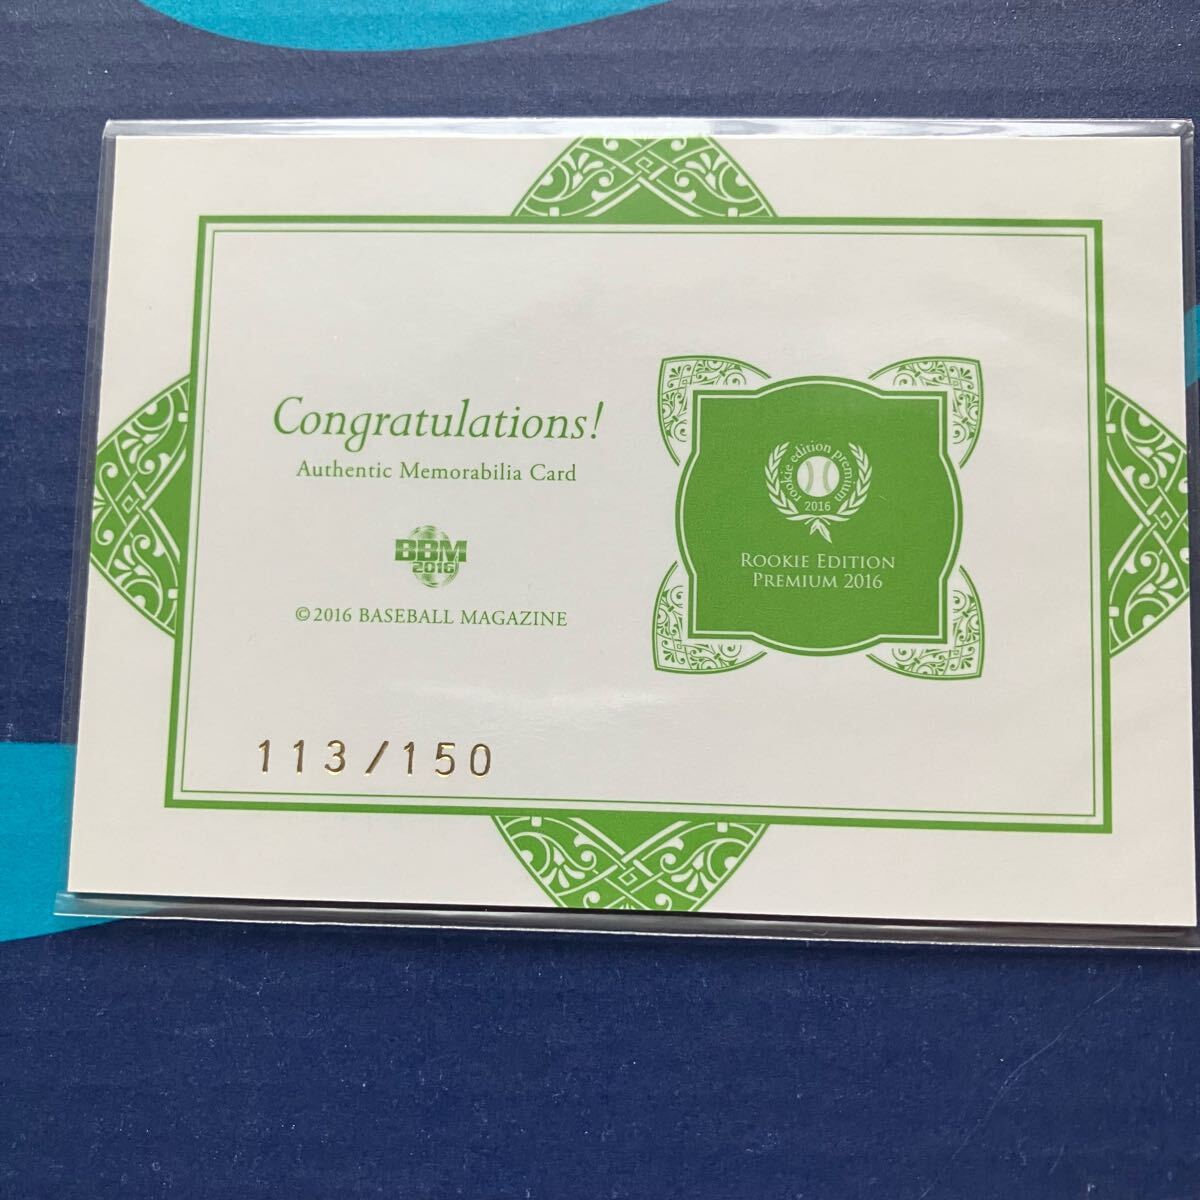 Congratulations!
Authentic Memorabilia Card
BBM
2016
©2016 BASEBALL MAGAZINE
rookie edition premium
2016
ROOKIE EDITION
PREMIUM 2016
113/150